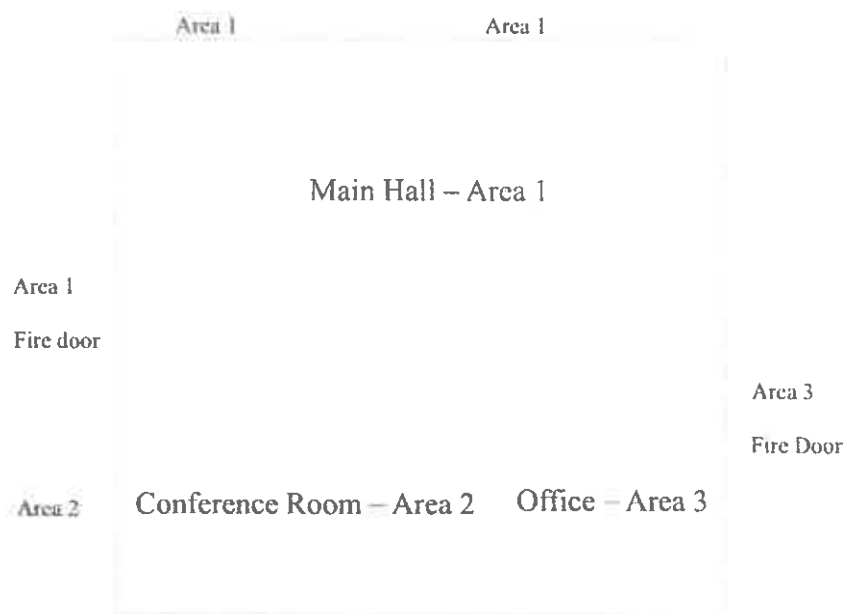 Area 1
Area 1
Main Hall – Area 1
Area 1
Fire door
Area 3
Fire Door
Area 2
Conference Room – Area 2
Office – Area 3